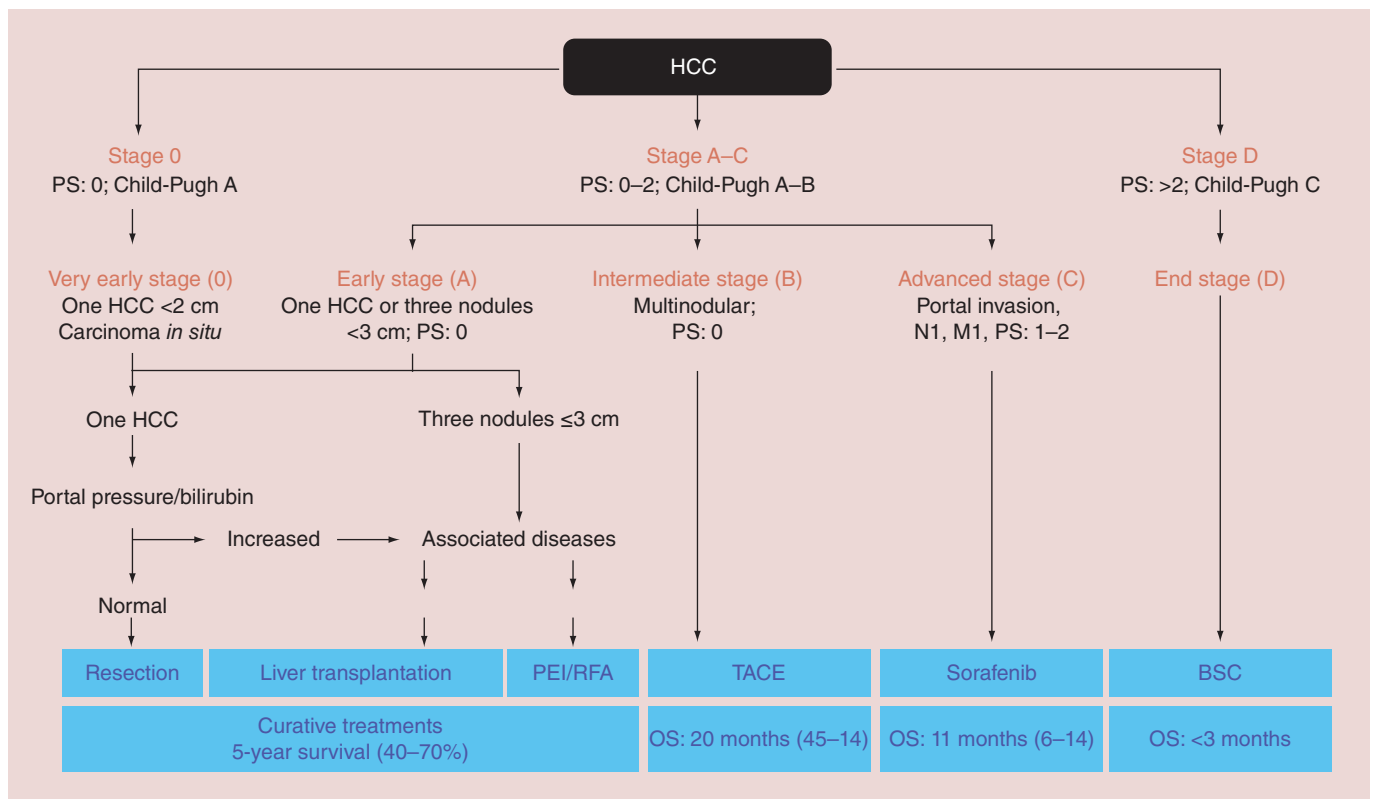 HCC
Stage 0
PS: 0; Child-Pugh A
Stage A–C
PS: 0–2; Child-Pugh A–B
Stage D
PS: >2; Child-Pugh C
Very early stage (0)
One HCC <2 cm
Carcinoma in situ
Early stage (A)
One HCC or three nodules
<3 cm; PS: 0
Intermediate stage (B)
Multinodular;
PS: 0
Advanced stage (C)
Portal invasion,
N1, M1, PS: 1–2
End stage (D)
One HCC
Three nodules ≤3 cm
Portal pressure/bilirubin
Increased
Associated diseases
Normal
Resection
Liver transplantation
PEI/RFA
TACE
Sorafenib
BSC
Curative treatments
5-year survival (40–70%)
OS: 20 months (45–14)
OS: 11 months (6–14)
OS: <3 months